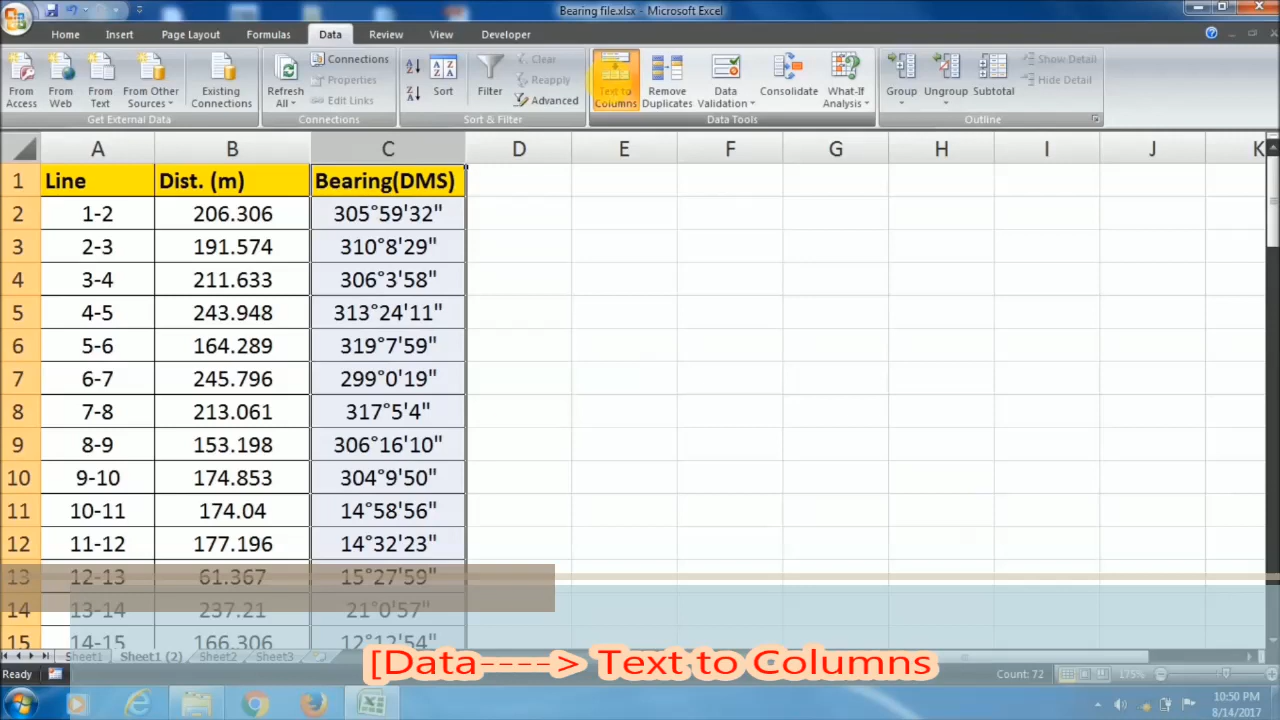 Bearing file.xlsx - Microsoft Excel
Home Insert Page Layout Formulas Data Review View Developer
From Access
From Web
From Text
From Other Sources
Existing Connections
Get External Data
Refresh All
Connections
Properties
Edit Links
Connections
Sort
Filter
Clear
Reapply
Advanced
Sort & Filter
Text to Columns
Remove Duplicates
Data Validation
Consolidate
What-If Analysis
Data Tools
Group
Ungroup
Subtotal
Show Detail
Hide Detail
Outline
A B C D E F G H I J K
1 Line Dist. (m) Bearing(DMS)
2 1-2 206.306 305°59'32"
3 2-3 191.574 310°8'29"
4 3-4 211.633 306°3'58"
5 4-5 243.948 313°24'11"
6 5-6 164.289 319°7'59"
7 6-7 245.796 299°0'19"
8 7-8 213.061 317°5'4"
9 8-9 153.198 306°16'10"
10 9-10 174.853 304°9'50"
11 10-11 174.04 14°58'56"
12 11-12 177.196 14°32'23"
13 12-13 61.367 15°27'59"
14 13-14 237.21 21°0'57"
15 14-15 166.306 12°12'54"
Sheet1 Sheet1 (2) Sheet2 Sheet3
[Data----> Text to Columns
Ready Count: 72 175%
10:50 PM
8/14/2017